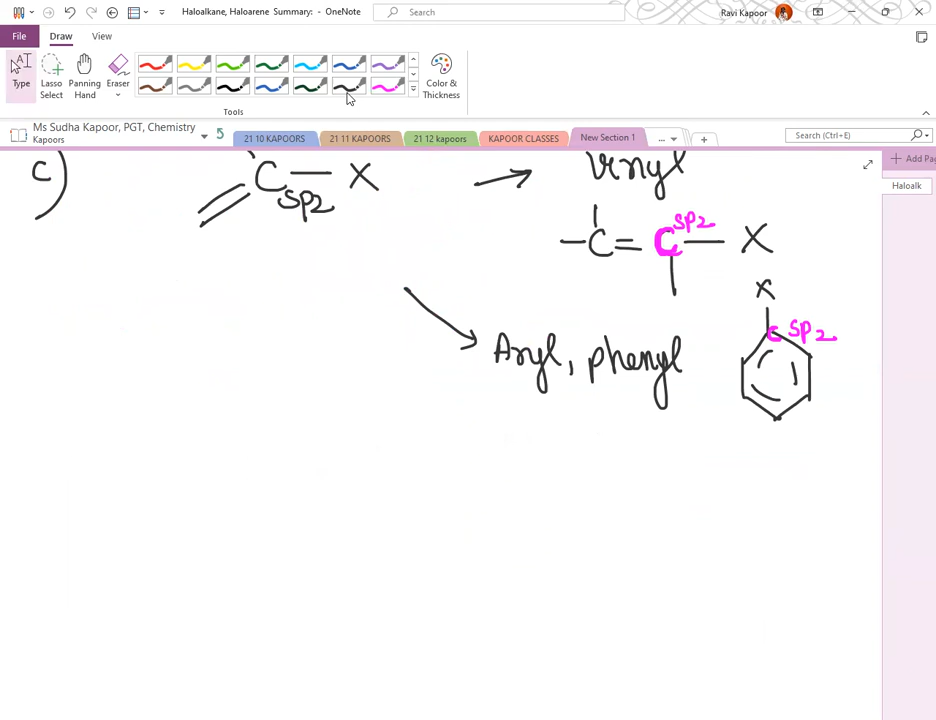 Haloalkane, Haloarene Summary: - OneNote
Search
Ravi Kapoor
File
Draw
View
Type
Lasso Select
Panning Hand
Eraser
Color & Thickness
Tools
Ms Sudha Kapoor, PGT, Chemistry
Kapoors
21 10 KAPOORS
21 11 KAPOORS
21 12 kapoors
KAPOOR CLASSES
New Section 1
...
Search (Ctrl+E)
Add Pag
Haloalk
c)
C — X
sp2
vinyl
sp2
— C = C — X
X
C sp2
Aryl, phenyl